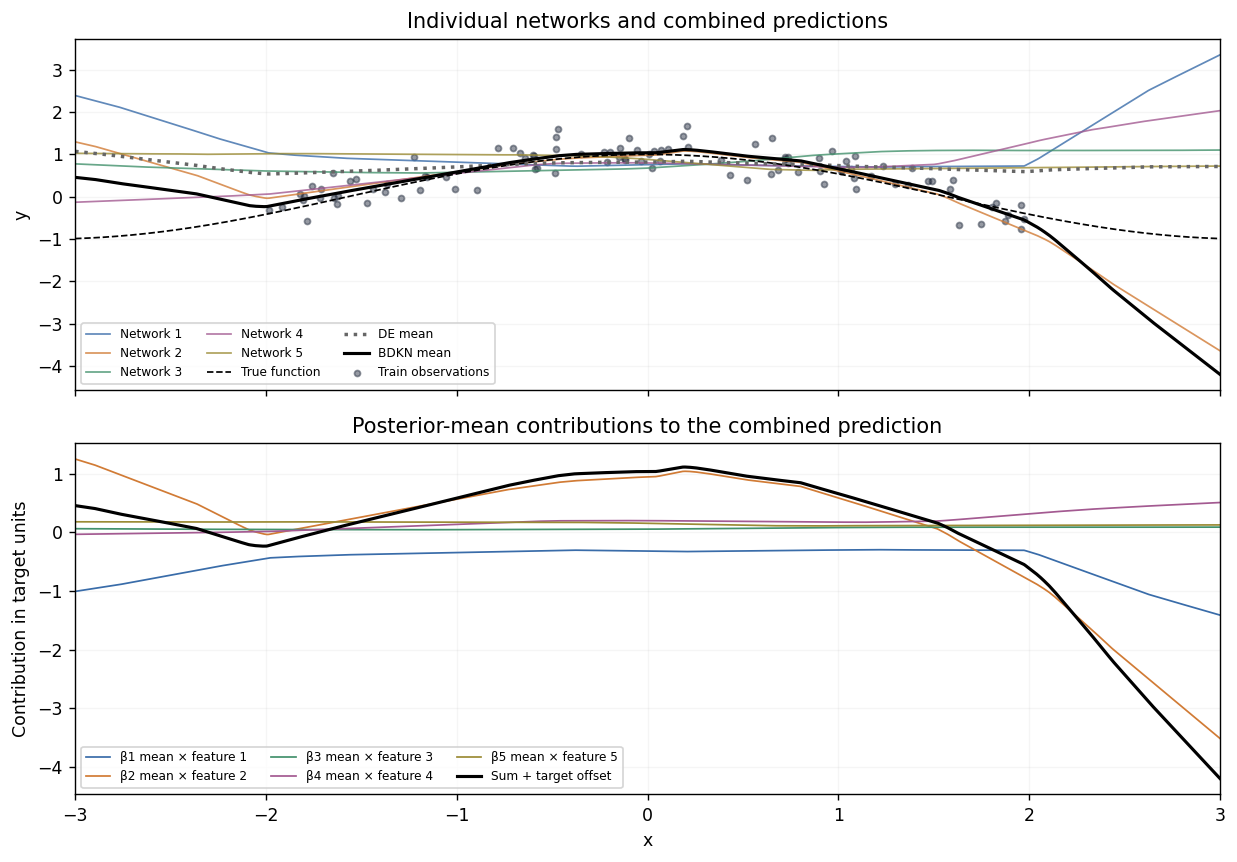 Individual networks and combined predictions
3
2
1
0
−1
−2
−3
−4
y
Network 1
Network 2
Network 3
Network 4
Network 5
True function
DE mean
BDKN mean
Train observations
Posterior-mean contributions to the combined prediction
1
0
−1
−2
−3
−4
Contribution in target units
β1 mean × feature 1
β2 mean × feature 2
β3 mean × feature 3
β4 mean × feature 4
β5 mean × feature 5
Sum + target offset
−3
−2
−1
0
1
2
3
x